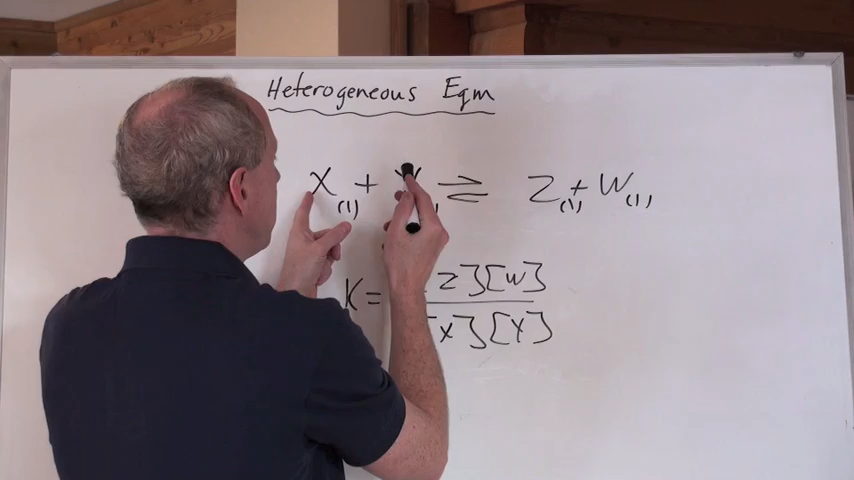 Heterogeneous Eqm
X(l) + Y ⇌ Z(l) + W(l)
K = [Z][W]
[X][Y]